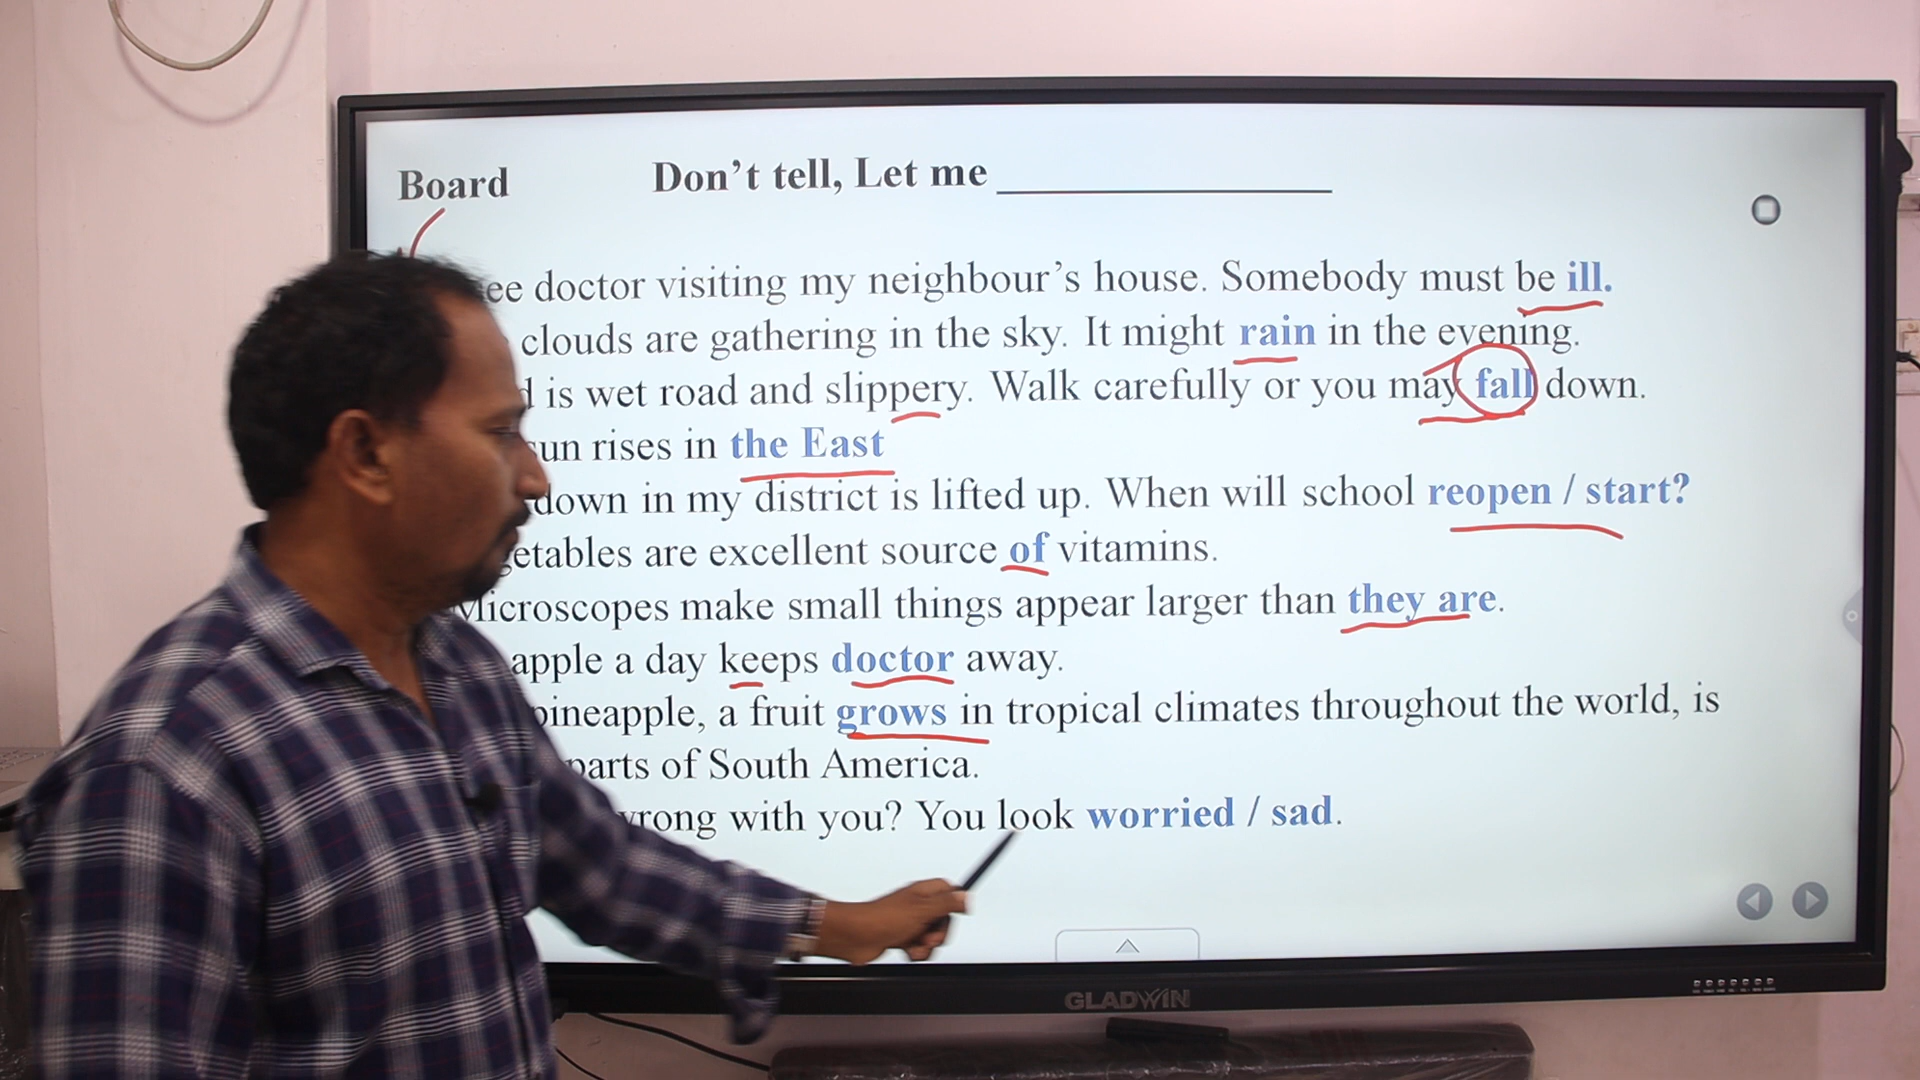 Board Don’t tell, Let me ____________
doctor visiting my neighbour’s house. Somebody must be ill.
clouds are gathering in the sky. It might rain in the evening.
is wet road and slippery. Walk carefully or you may fall down.
sun rises in the East
down in my district is lifted up. When will school reopen / start?
are excellent source of vitamins.
Microscopes make small things appear larger than they are.
apple a day keeps doctor away.
pineapple, a fruit grows in tropical climates throughout the world, is
parts of South America.
wrong with you? You look worried / sad.
GLADWIN